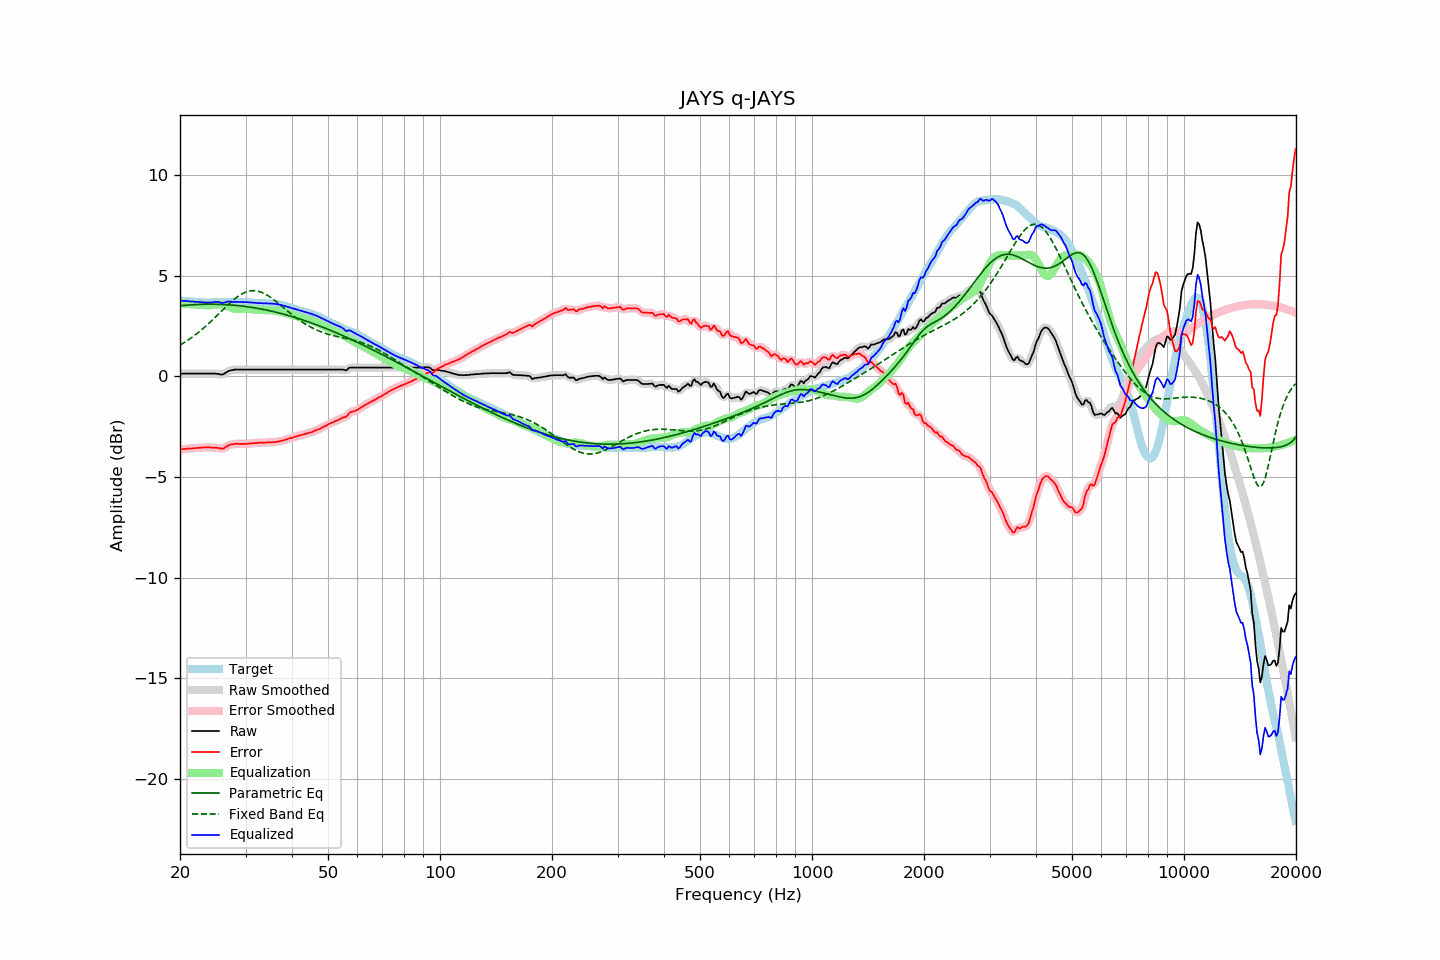 JAYS q-JAYS
Amplitude (dBr)
10
5
0
−5
−10
−15
−20
Target
Raw Smoothed
Error Smoothed
Raw
Error
Equalization
Parametric Eq
Fixed Band Eq
Equalized
20 50 100 200 500 1000 2000 5000 10000 20000
Frequency (Hz)